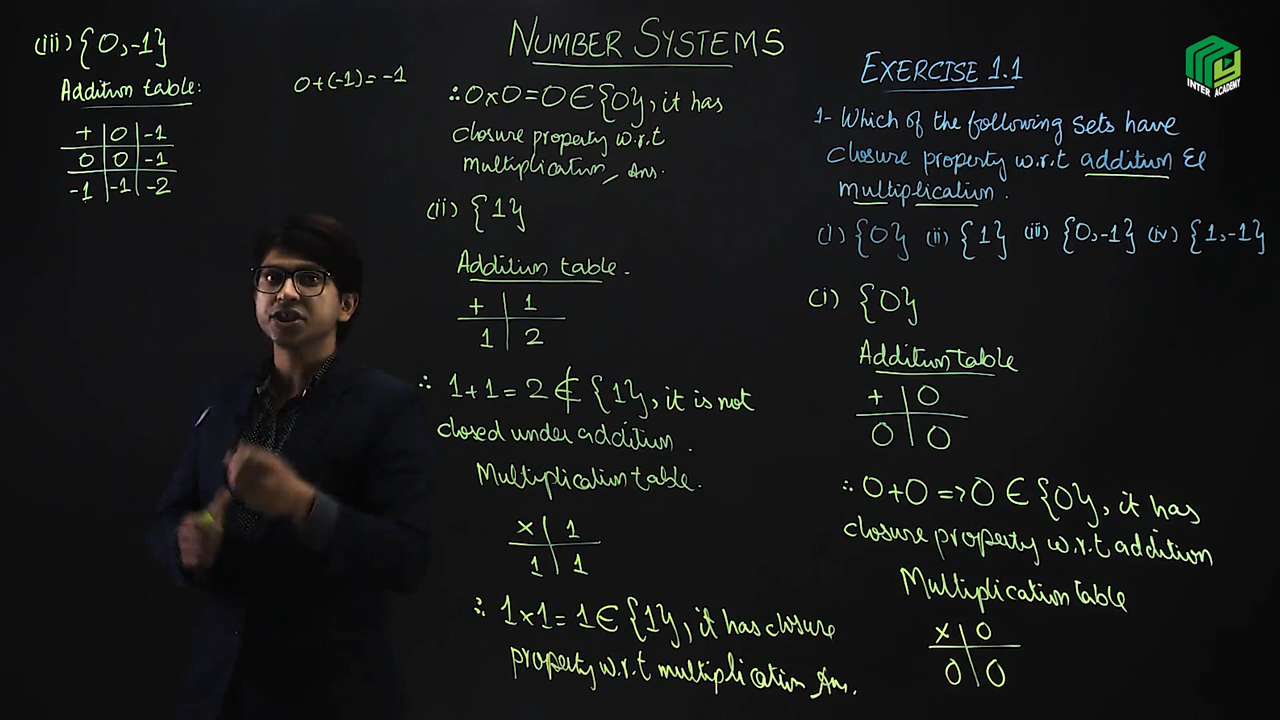 NUMBER SYSTEMS
EXERCISE 1.1
INTER ACADEMY
1- Which of the following sets have
closure property w.r.t addition &
multiplication.
(i) {0} (ii) {1} (iii) {0,-1} (iv) {1,-1}
(i) {0}
Addition table
+ | 0
0 | 0
∴ 0+0=>0 ∈ {0}, it has
closure property w.r.t addition
Multiplication table
x | 0
0 | 0
∴ 0x0=0 ∈ {0}, it has
closure property w.r.t
multiplication Ans.
(ii) {1}
Addition table.
+ | 1
1 | 2
∴ 1+1=2 ∉ {1}, it is not
closed under addition.
Multiplication table.
x | 1
1 | 1
∴ 1x1=1 ∈ {1}, it has closure
property w.r.t multiplication Ans.
(iii) {0,-1}
Addition table:
+ | 0 | -1
0 | 0 | -1
-1 | -1 | -2
0+(-1)=-1